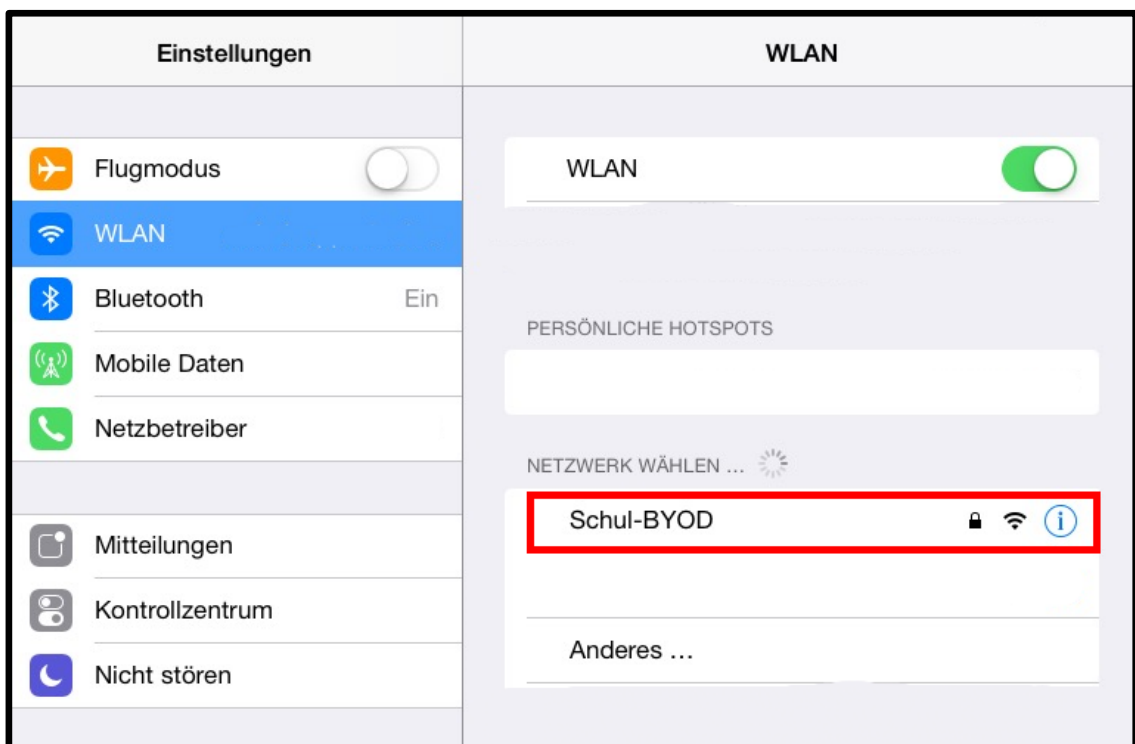 Einstellungen
Flugmodus
WLAN
Bluetooth Ein
Mobile Daten
Netzbetreiber
Mitteilungen
Kontrollzentrum
Nicht stören
WLAN
WLAN
PERSÖNLICHE HOTSPOTS
NETZWERK WÄHLEN ...
Schul-BYOD
Anderes ...